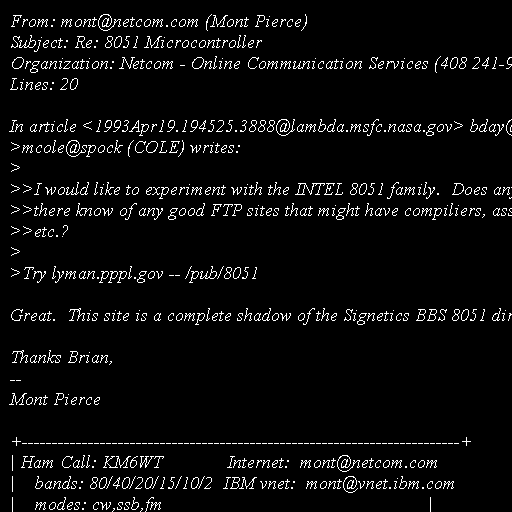 From: mont@netcom.com (Mont Pierce)
Subject: Re: 8051 Microcontroller
Organization: Netcom - Online Communication Services (408 241-9
Lines: 20
In article <1993Apr19.194525.3888@lambda.msfc.nasa.gov> bday@
>mcole@spock (COLE) writes:
>
>>I would like to experiment with the INTEL 8051 family.  Does any
>>there know of any good FTP sites that might have compiliers, ass
>>etc.?
>
>Try lyman.pppl.gov -- /pub/8051
Great.  This site is a complete shadow of the Signetics BBS 8051 dir
Thanks Brian,
--
Mont Pierce
+-------------------------------------------------------------------------+
| Ham Call: KM6WT             Internet:  mont@netcom.com
|    bands: 80/40/20/15/10/2  IBM vnet:  mont@vnet.ibm.com
|    modes: cw,ssb,fm                                                     |